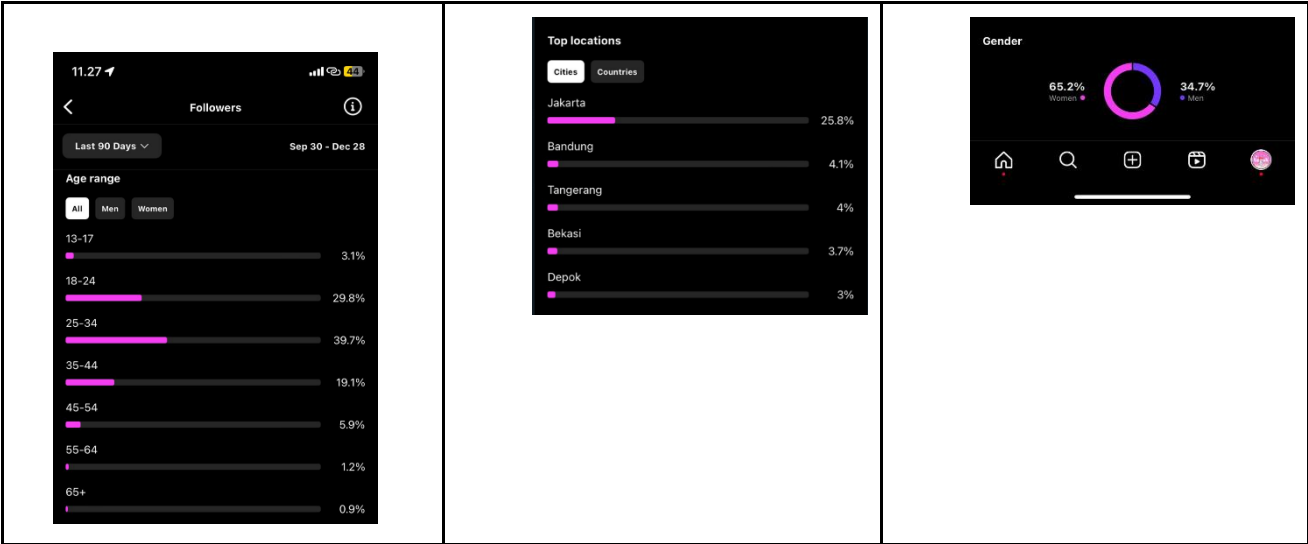 11.27
44
Followers
Last 90 Days
Sep 30 - Dec 28
Age range
All Men Women
13-17
3.1%
18-24
29.8%
25-34
39.7%
35-44
19.1%
45-54
5.9%
55-64
1.2%
65+
0.9%
Top locations
Cities Countries
Jakarta
25.8%
Bandung
4.1%
Tangerang
4%
Bekasi
3.7%
Depok
3%
Gender
65.2%
Women
34.7%
Men